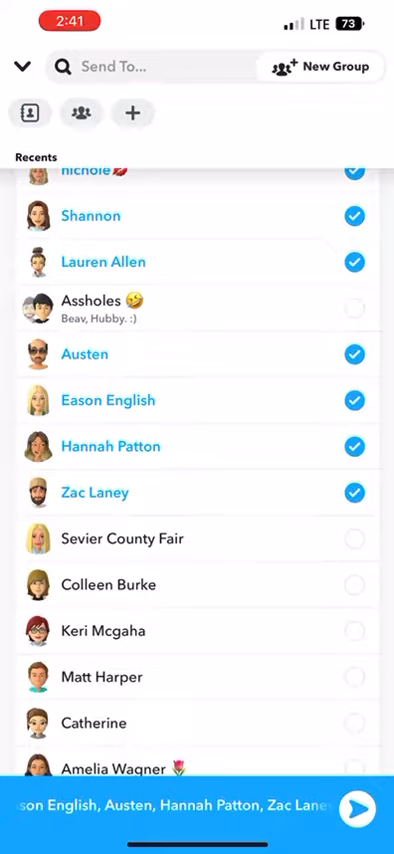 2:41
LTE 73
Send To...
New Group
Recents
nichole💋
Shannon
Lauren Allen
Assholes 🤣
Beav, Hubby. :)
Austen
Eason English
Hannah Patton
Zac Laney
Sevier County Fair
Colleen Burke
Keri Mcgaha
Matt Harper
Catherine
Amelia Wagner 🌷
son English, Austen, Hannah Patton, Zac Laney